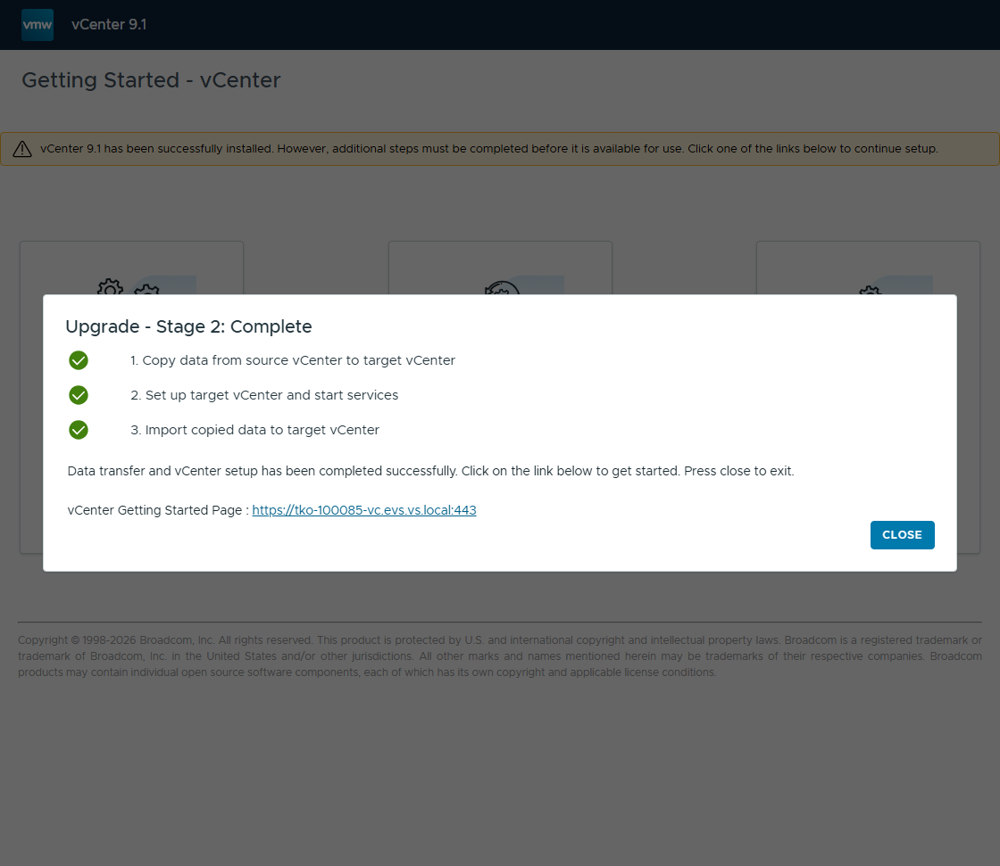 vmw vCenter 9.1
Getting Started - vCenter
vCenter 9.1 has been successfully installed. However, additional steps must be completed before it is available for use. Click one of the links below to continue setup.
Upgrade - Stage 2: Complete
1. Copy data from source vCenter to target vCenter
2. Set up target vCenter and start services
3. Import copied data to target vCenter
Data transfer and vCenter setup has been completed successfully. Click on the link below to get started. Press close to exit.
vCenter Getting Started Page : https://tko-100085-vc.evs.vs.local:443
CLOSE
Copyright © 1998-2026 Broadcom, Inc. All rights reserved. This product is protected by U.S. and international copyright and intellectual property laws. Broadcom is a registered trademark or
trademark of Broadcom, Inc. in the United States and/or other jurisdictions. All other marks and names mentioned herein may be trademarks of their respective companies. Broadcom
products may contain individual open source software components, each of which has its own copyright and applicable license conditions.